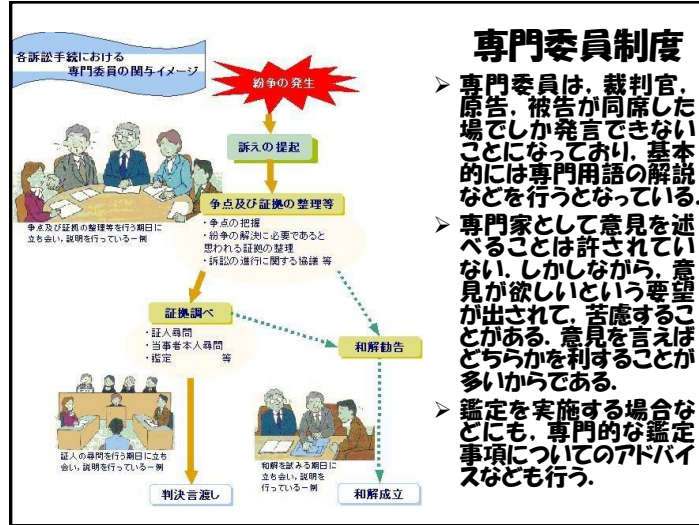 各訴訟手続における
専門委員の関与イメージ
紛争の発生
訴えの提起
争点及び証拠の整理等
・争点の把握
・紛争の解決に必要であると
思われる証拠の整理
・訴訟の進行に関する協議 等
争点及び証拠の整理等を行う期日に
立ち会い,説明を行っている一例
証拠調べ
・証人尋問
・当事者本人尋問
・鑑定 等
和解勧告
証人の尋問を行う期日に立ち
会い,説明を行っている一例
和解を試みる期日に
立ち会い,説明を
行っている一例
判決言渡し
和解成立
専門委員制度
➢ 専門委員は,裁判官,
原告,被告が同席した
場でしか発言できない
ことになっており,基本
的には専門用語の解説
などを行うとなっている.
➢ 専門家として意見を述
べることは許されてい
ない.しかしながら,意
見が欲しいという要望
が出されて,苦慮するこ
とがある.意見を言えば
どちらかを利することが
多いからである.
➢ 鑑定を実施する場合な
どにも,専門的な鑑定
事項についてのアドバイ
スなども行う.